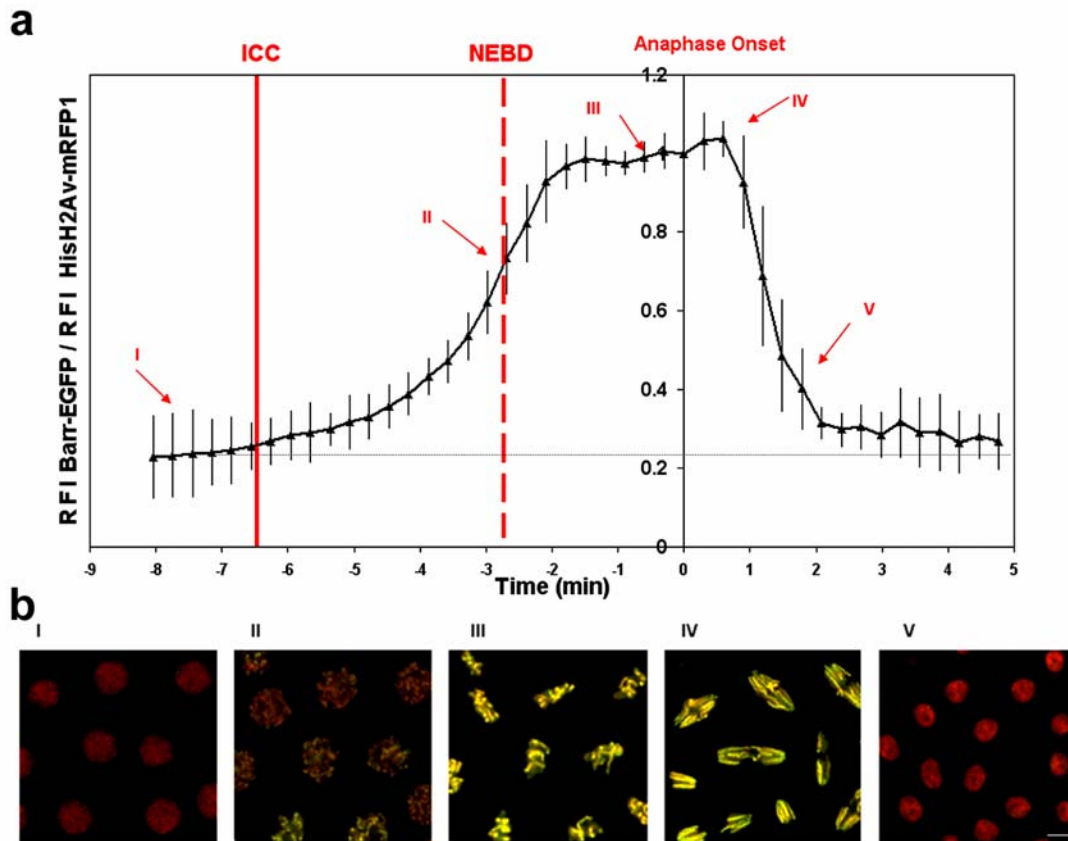 a
ICC NEBD Anaphase Onset
RFI Barr-EGFP / RFI HisH2Av-mRFP1
1.2
0.8
0.6
0.4
0.2
0
I II III IV V
-9 -8 -7 -6 -5 -4 -3 -2 -1 0 1 2 3 4 5
Time (min)
b
I II III IV V